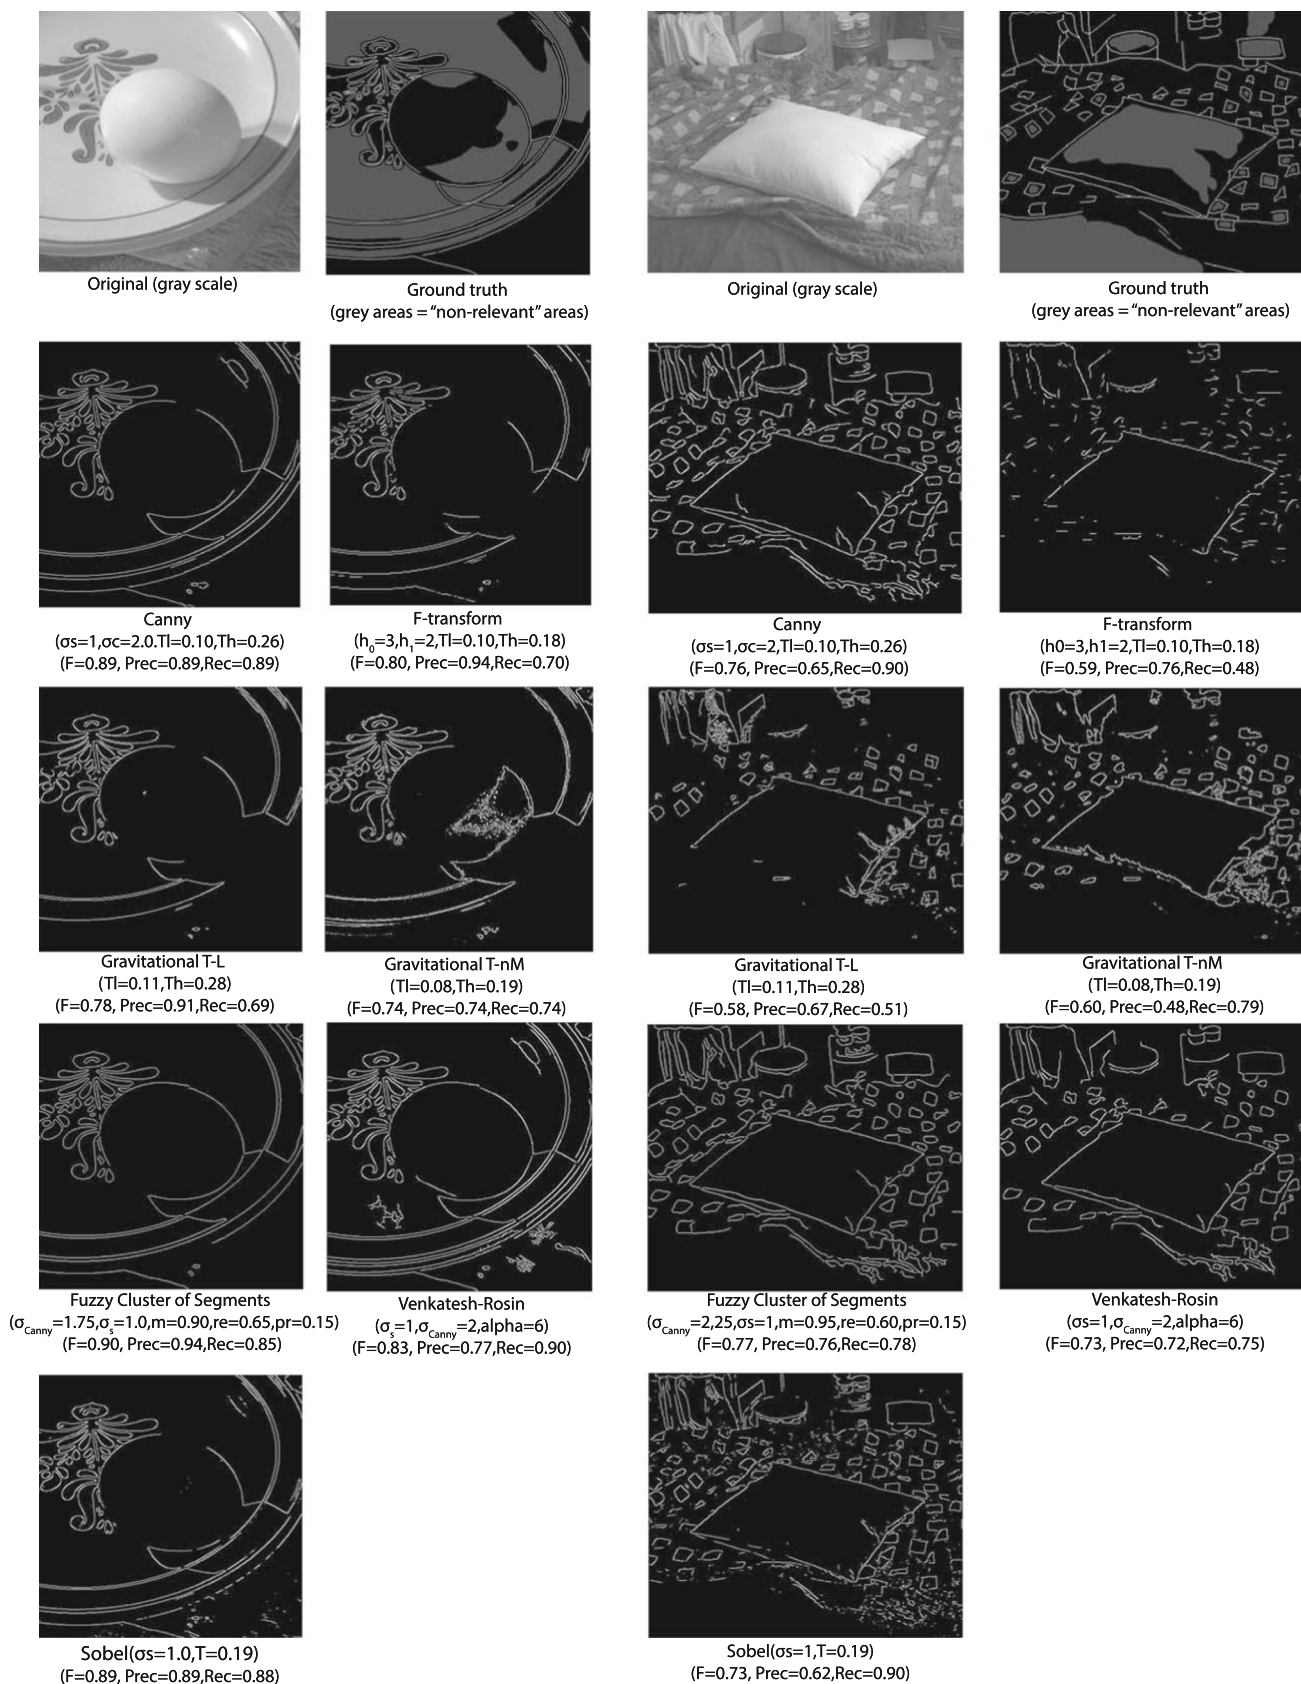 Original (gray scale)
Ground truth
(grey areas = “non-relevant” areas)
Original (gray scale)
Ground truth
(grey areas = “non-relevant” areas)
Canny
(σs=1,σc=2.0.Tl=0.10,Th=0.26)
(F=0.89, Prec=0.89,Rec=0.89)
F-transform
(h₀=3,h₁=2,Tl=0.10,Th=0.18)
(F=0.80, Prec=0.94,Rec=0.70)
Canny
(σs=1,σc=2,Tl=0.10,Th=0.26)
(F=0.76, Prec=0.65,Rec=0.90)
F-transform
(h0=3,h1=2,Tl=0.10,Th=0.18)
(F=0.59, Prec=0.76,Rec=0.48)
Gravitational T-L
(Tl=0.11,Th=0.28)
(F=0.78, Prec=0.91,Rec=0.69)
Gravitational T-nM
(Tl=0.08,Th=0.19)
(F=0.74, Prec=0.74,Rec=0.74)
Gravitational T-L
(Tl=0.11,Th=0.28)
(F=0.58, Prec=0.67,Rec=0.51)
Gravitational T-nM
(Tl=0.08,Th=0.19)
(F=0.60, Prec=0.48,Rec=0.79)
Fuzzy Cluster of Segments
(σCanny=1.75,σs=1.0,m=0.90,re=0.65,pr=0.15)
(F=0.90, Prec=0.94,Rec=0.85)
Venkatesh-Rosin
(σs=1,σCanny=2,alpha=6)
(F=0.83, Prec=0.77,Rec=0.90)
Fuzzy Cluster of Segments
(σCanny=2,25,σs=1,m=0.95,re=0.60,pr=0.15)
(F=0.77, Prec=0.76,Rec=0.78)
Venkatesh-Rosin
(σs=1,σCanny=2,alpha=6)
(F=0.73, Prec=0.72,Rec=0.75)
Sobel(σs=1.0,T=0.19)
(F=0.89, Prec=0.89,Rec=0.88)
Sobel(σs=1,T=0.19)
(F=0.73, Prec=0.62,Rec=0.90)